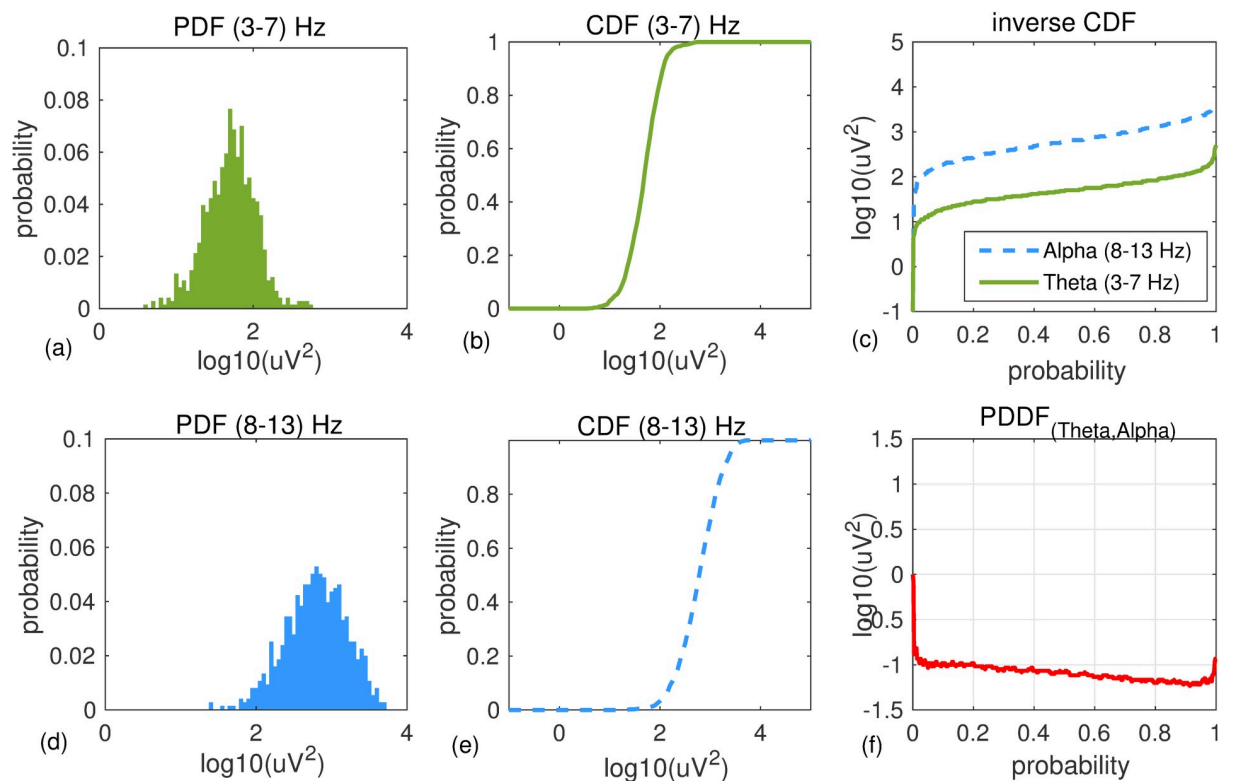 PDF (3-7) Hz
0.1
0.08
0.06
0.04
0.02
0
probability
0 2 4
log10(uV²)
(a)
CDF (3-7) Hz
1
0.8
0.6
0.4
0.2
0
probability
0 2 4
log10(uV²)
(b)
inverse CDF
5
4
3
2
1
0
-1
log10(uV²)
Alpha (8-13 Hz)
Theta (3-7 Hz)
0 0.2 0.4 0.6 0.8 1
probability
(c)
PDF (8-13) Hz
0.1
0.08
0.06
0.04
0.02
0
probability
0 2 4
log10(uV²)
(d)
CDF (8-13) Hz
0.8
0.6
0.4
0.2
0
probability
0 2 4
log10(uV²)
(e)
PDDF(Theta,Alpha)
1.5
1
0.5
0
-0.5
-1
-1.5
log10(uV²)
0 0.2 0.4 0.6 0.8 1
probability
(f)